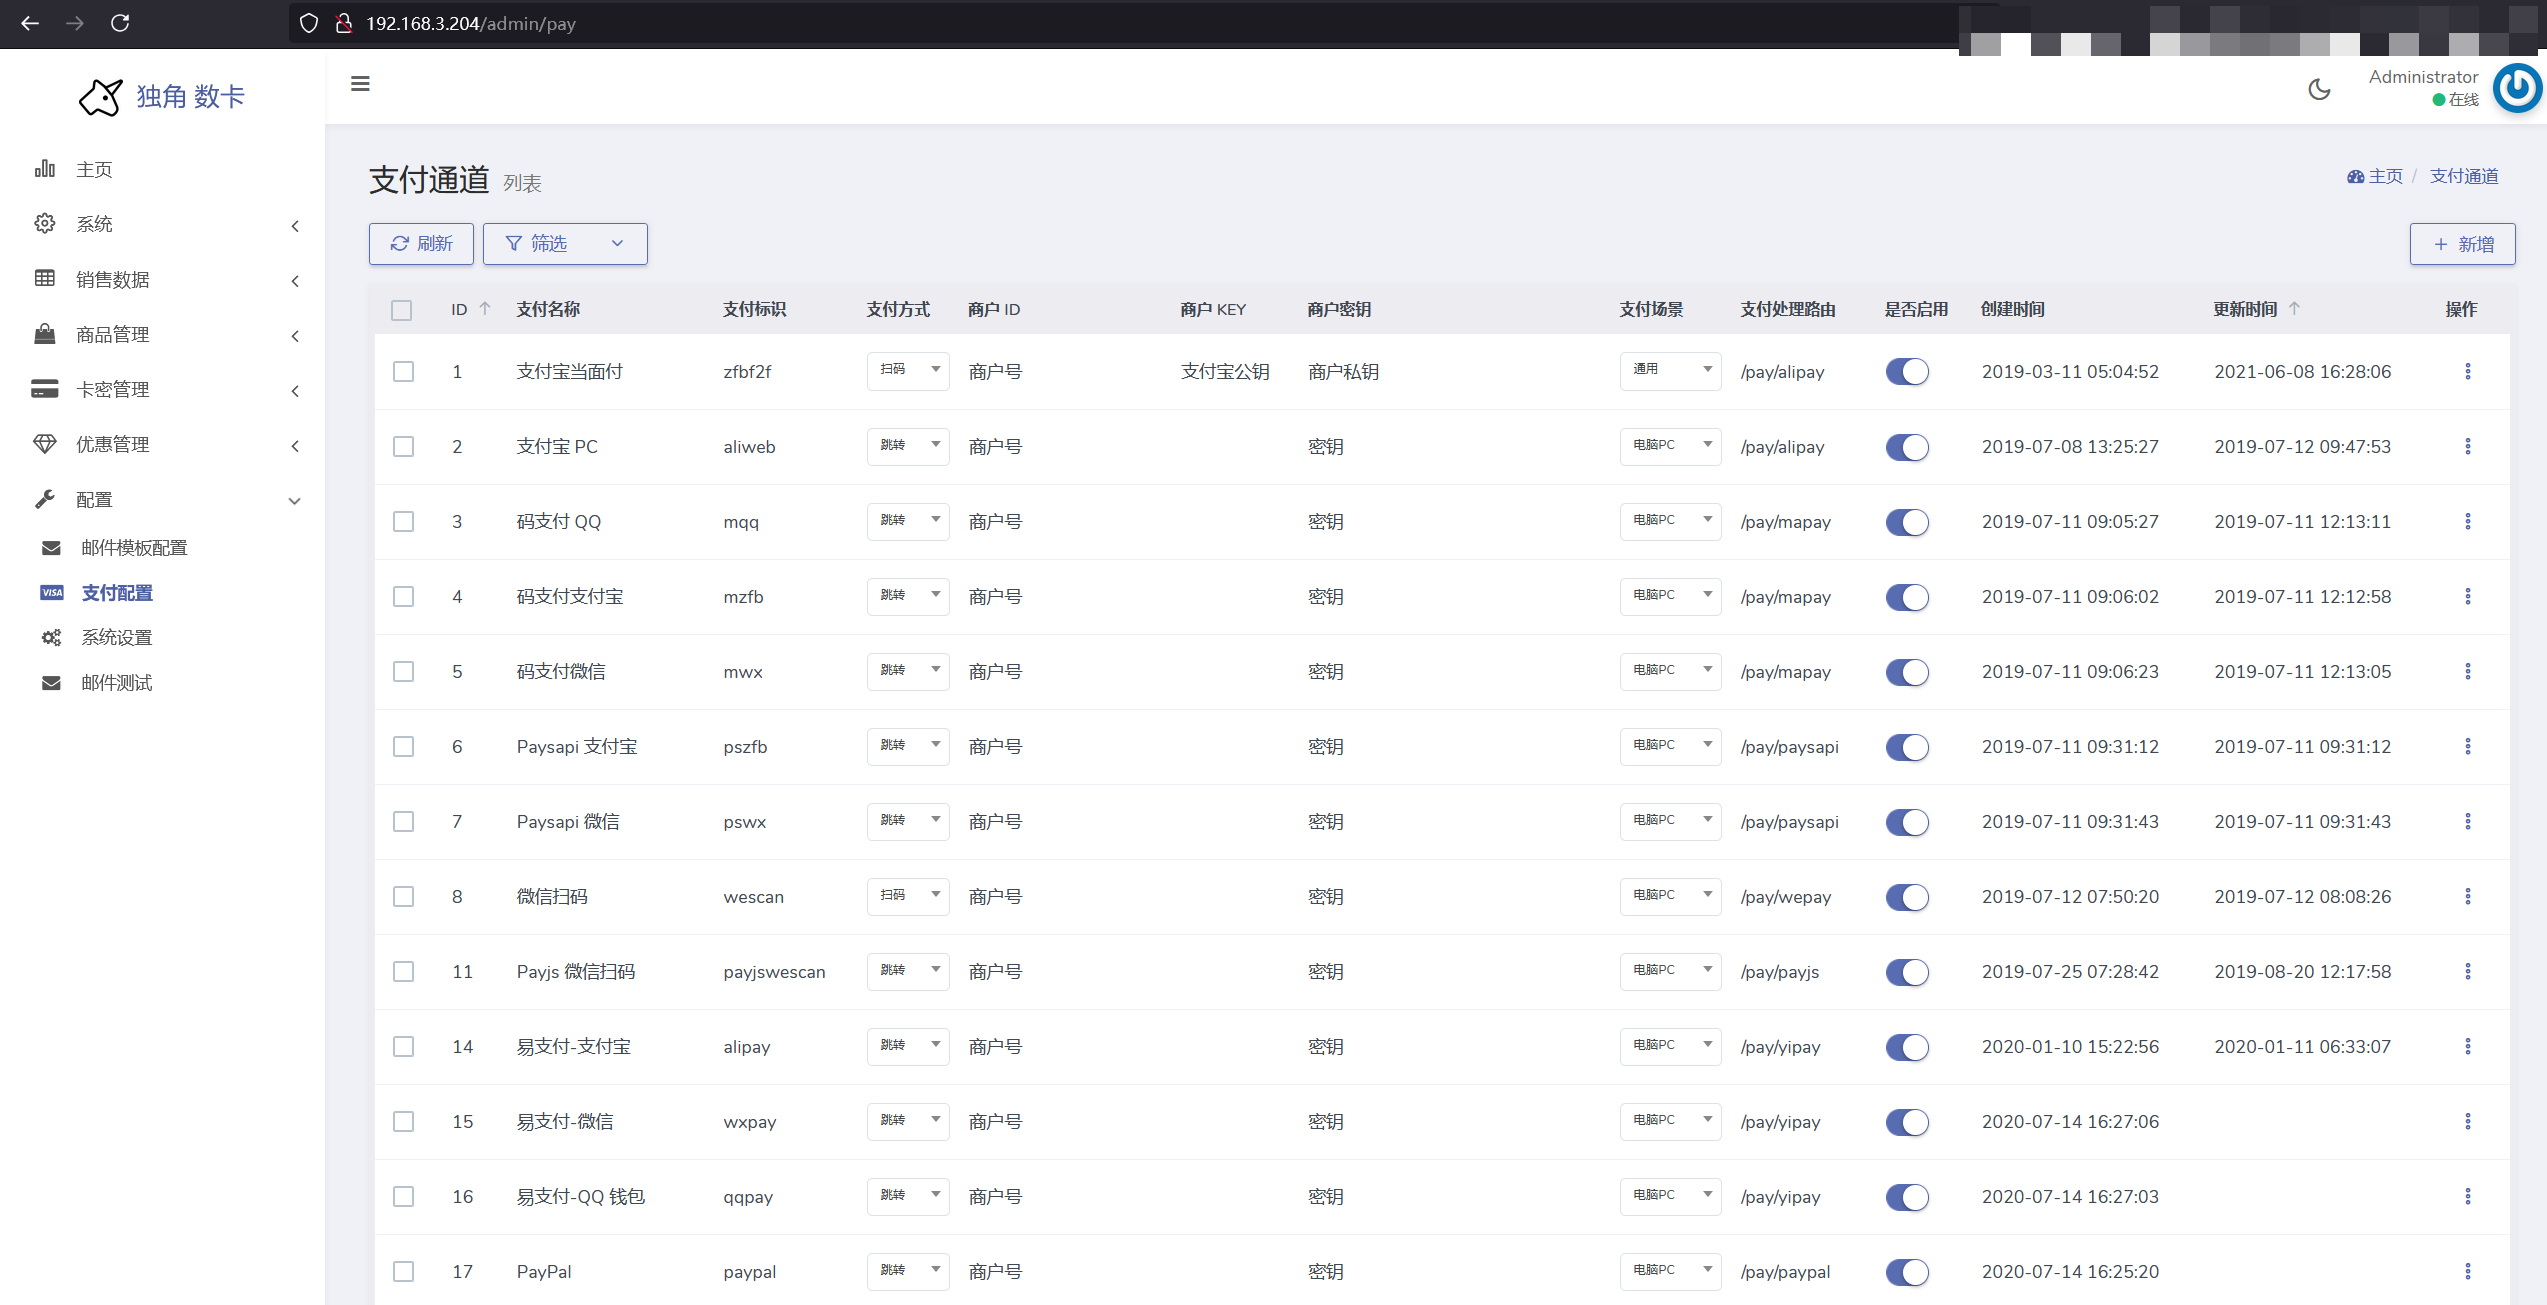 192.168.3.204/admin/pay
独角 数卡
Administrator
在线
主页
系统
销售数据
商品管理
卡密管理
优惠管理
配置
邮件模板配置
VISA 支付配置
系统设置
邮件测试
支付通道 列表
主页 / 支付通道
刷新 筛选
+ 新增
ID 支付名称 支付标识 支付方式 商户 ID 商户 KEY 商户密钥 支付场景 支付处理路由 是否启用 创建时间 更新时间 操作
1 支付宝当面付 zfbf2f 扫码 商户号 支付宝公钥 商户私钥 通用 /pay/alipay 2019-03-11 05:04:52 2021-06-08 16:28:06
2 支付宝 PC aliweb 跳转 商户号 密钥 电脑PC /pay/alipay 2019-07-08 13:25:27 2019-07-12 09:47:53
3 码支付 QQ mqq 跳转 商户号 密钥 电脑PC /pay/mapay 2019-07-11 09:05:27 2019-07-11 12:13:11
4 码支付支付宝 mzfb 跳转 商户号 密钥 电脑PC /pay/mapay 2019-07-11 09:06:02 2019-07-11 12:12:58
5 码支付微信 mwx 跳转 商户号 密钥 电脑PC /pay/mapay 2019-07-11 09:06:23 2019-07-11 12:13:05
6 Paysapi 支付宝 pszfb 跳转 商户号 密钥 电脑PC /pay/paysapi 2019-07-11 09:31:12 2019-07-11 09:31:12
7 Paysapi 微信 pswx 跳转 商户号 密钥 电脑PC /pay/paysapi 2019-07-11 09:31:43 2019-07-11 09:31:43
8 微信扫码 wescan 扫码 商户号 密钥 电脑PC /pay/wepay 2019-07-12 07:50:20 2019-07-12 08:08:26
11 Payjs 微信扫码 payjswescan 跳转 商户号 密钥 电脑PC /pay/payjs 2019-07-25 07:28:42 2019-08-20 12:17:58
14 易支付-支付宝 alipay 跳转 商户号 密钥 电脑PC /pay/yipay 2020-01-10 15:22:56 2020-01-11 06:33:07
15 易支付-微信 wxpay 跳转 商户号 密钥 电脑PC /pay/yipay 2020-07-14 16:27:06
16 易支付-QQ 钱包 qqpay 跳转 商户号 密钥 电脑PC /pay/yipay 2020-07-14 16:27:03
17 PayPal paypal 跳转 商户号 密钥 电脑PC /pay/paypal 2020-07-14 16:25:20